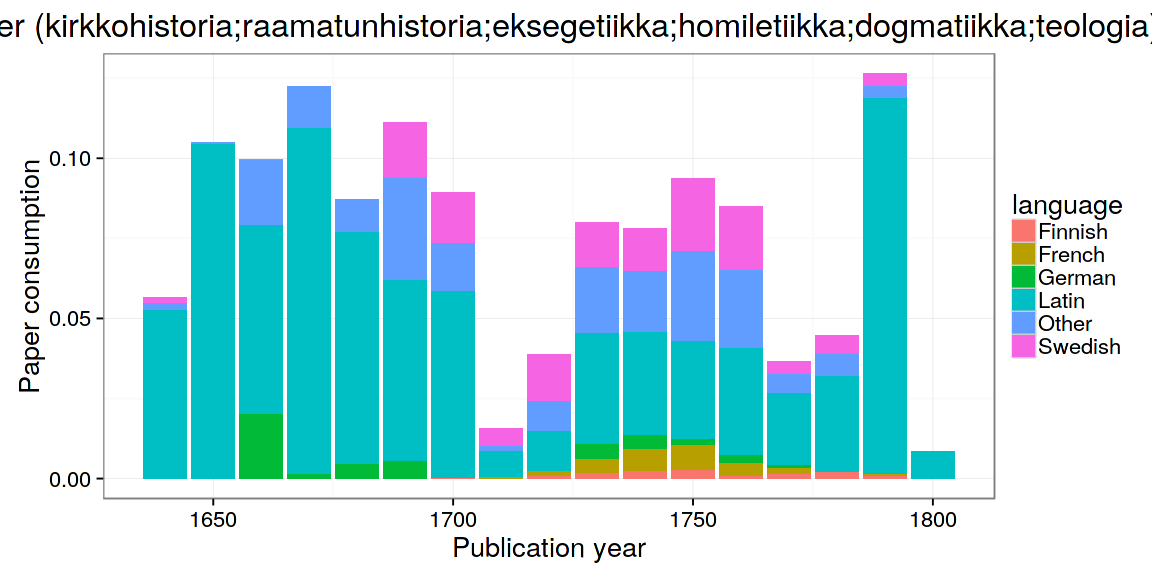 er (kirkkohistoria;raamatunhistoria;eksegetiikka;homiletiikka;dogmatiikka;teologia)
Paper consumption
0.10
0.05
0.00
1650 1700 1750 1800
Publication year
language
Finnish
French
German
Latin
Other
Swedish